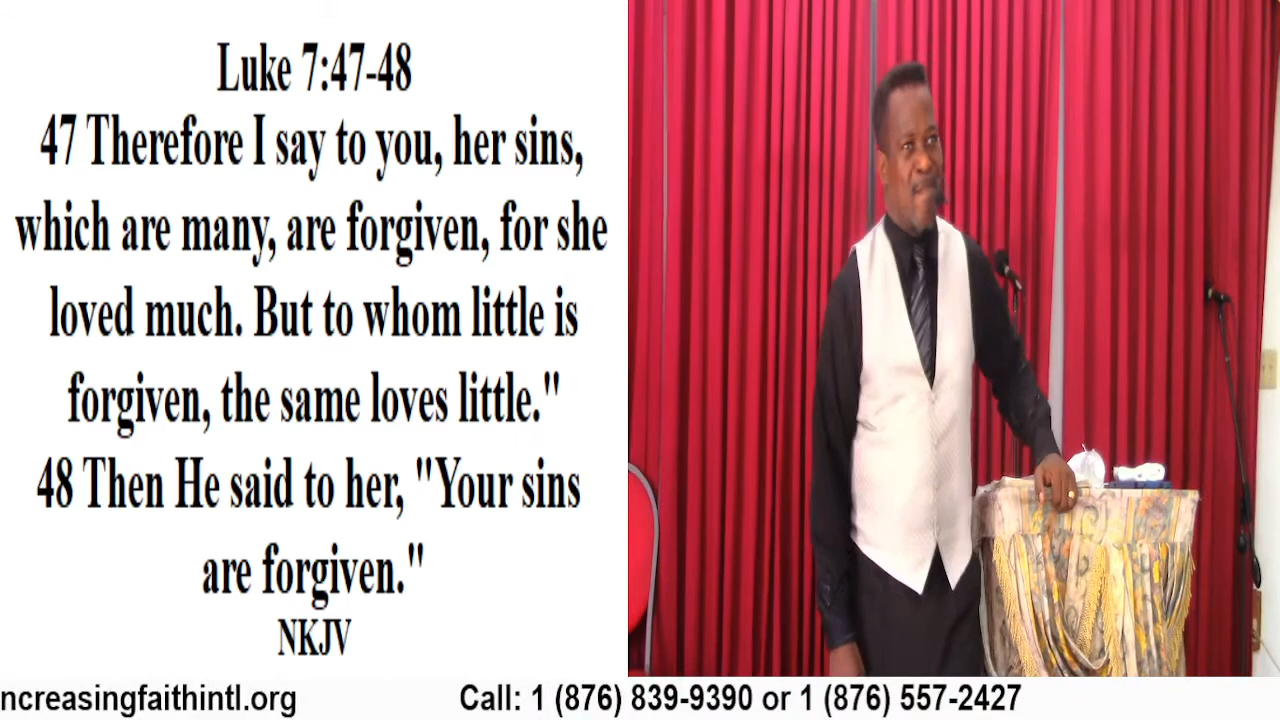 Luke 7:47-48
47 Therefore I say to you, her sins,
which are many, are forgiven, for she
loved much. But to whom little is
forgiven, the same loves little."
48 Then He said to her, "Your sins
are forgiven."
NKJV
ncreasingfaithintl.org Call: 1 (876) 839-9390 or 1 (876) 557-2427